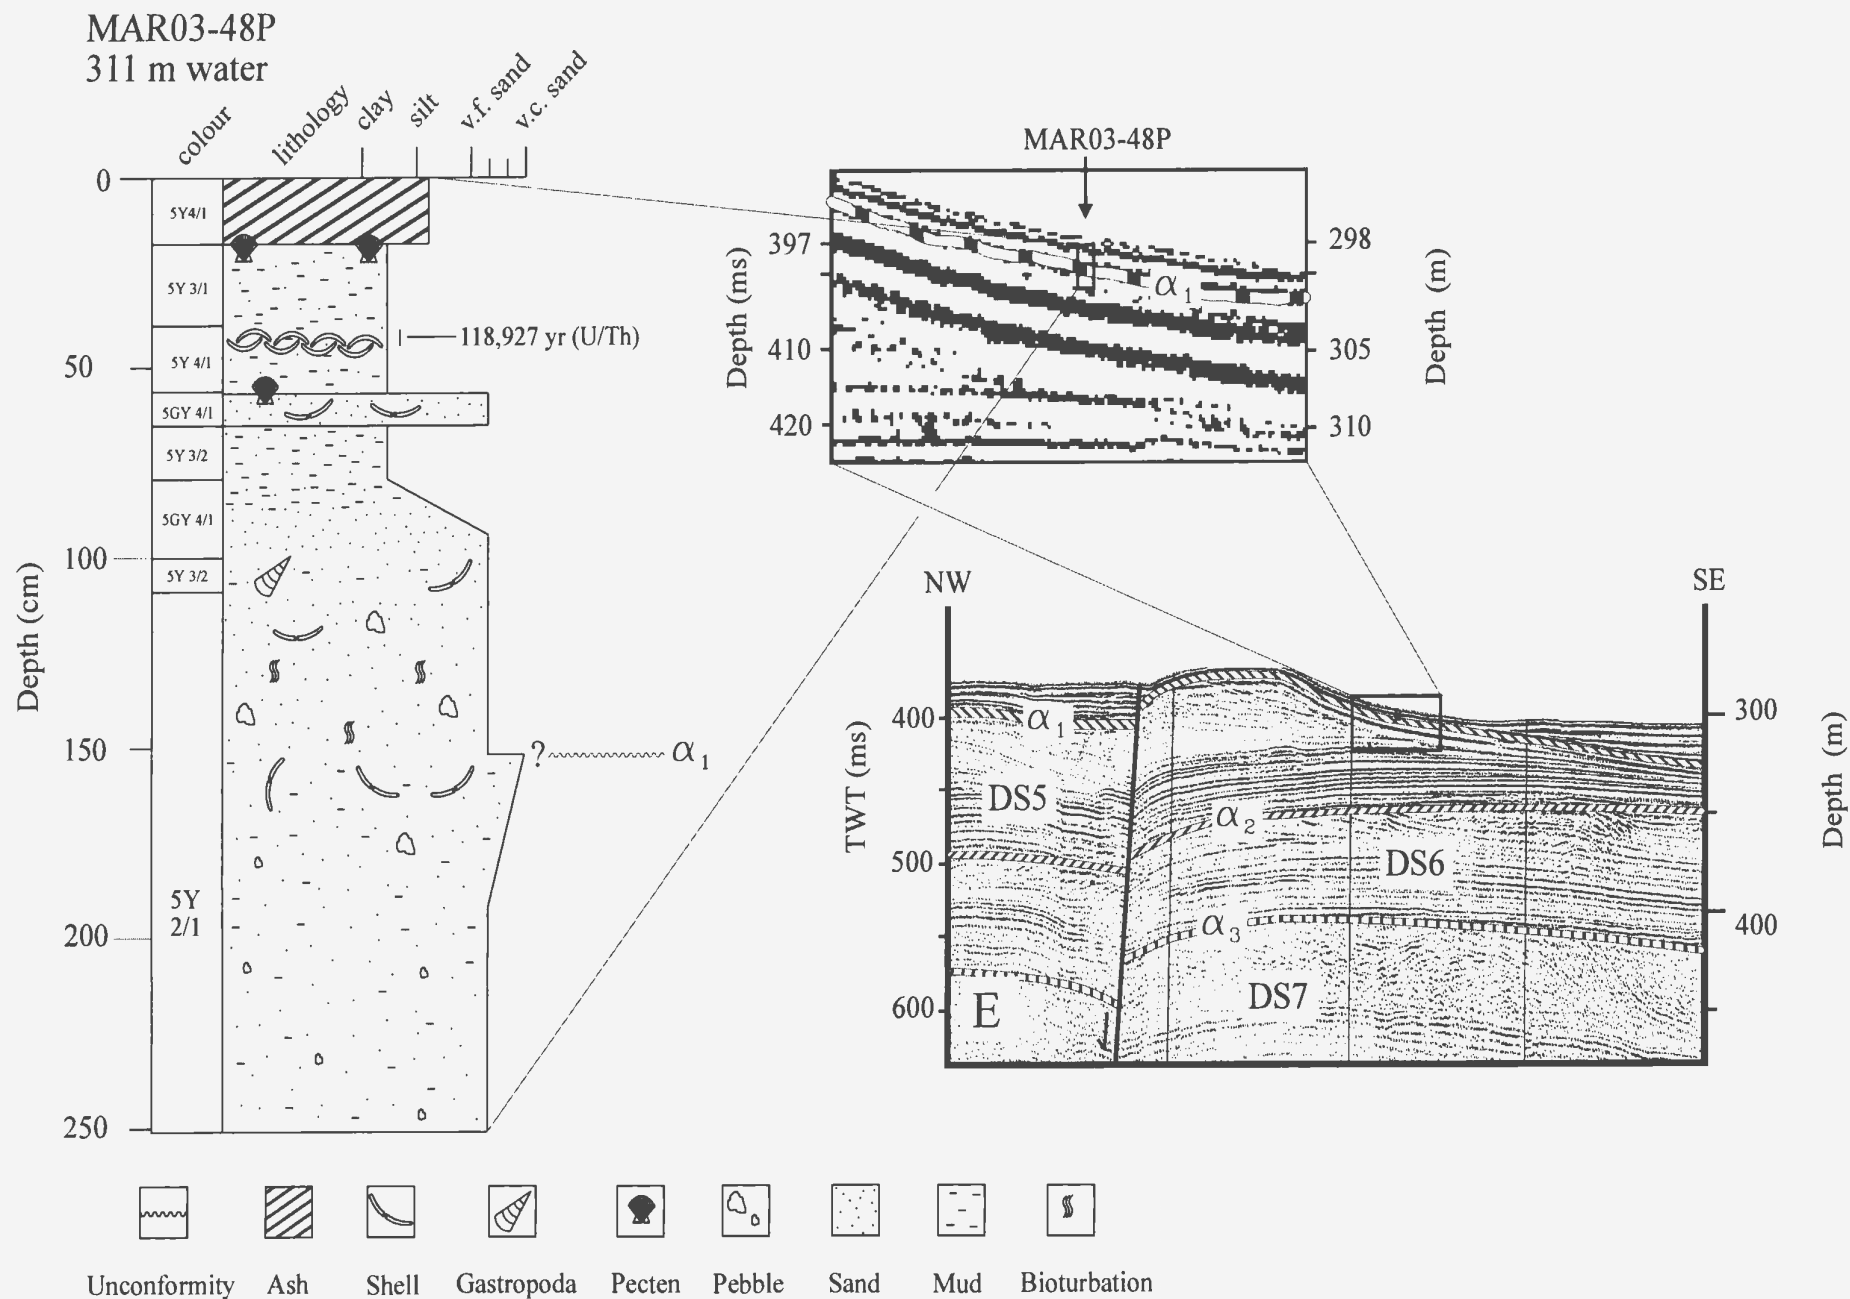 MAR03-48P
311 m water
colour
lithology
clay
silt
v.f. sand
v.c. sand
Depth (cm)
0
50
100
150
200
250
5Y4/1
5Y 3/1
5Y 4/1
5GY 4/1
5Y 3/2
5GY 4/1
5Y 3/2
5Y
2/1
118,927 yr (U/Th)
? α1
MAR03-48P
Depth (ms)
397
410
420
α1
298
305
310
Depth (m)
NW
SE
TWT (ms)
400
500
600
α1
DS5
α2
DS6
α3
DS7
E
300
400
Depth (m)
Unconformity
Ash
Shell
Gastropoda
Pecten
Pebble
Sand
Mud
Bioturbation